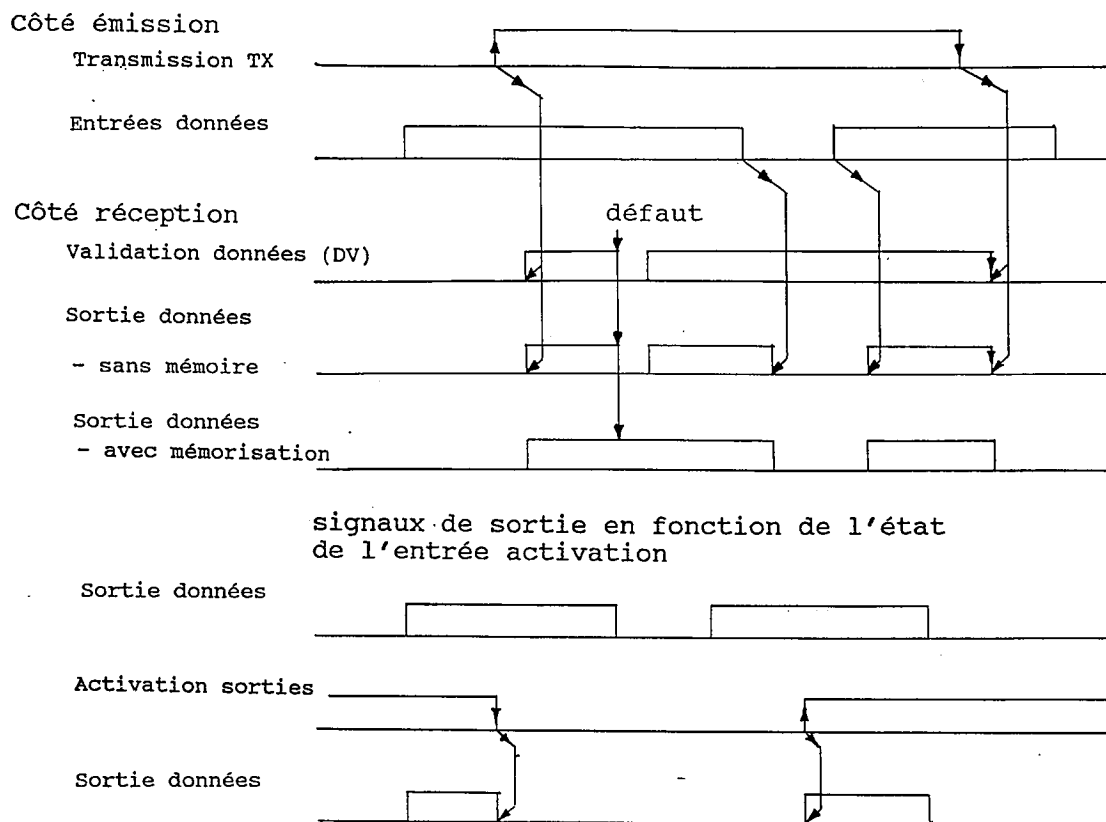 Côté émission
Transmission TX
Entrées données
Côté réception
défaut
Validation données (DV)
Sortie données
- sans mémoire
Sortie données
- avec mémorisation
signaux de sortie en fonction de l'état
de l'entrée activation
Sortie données
Activation sorties
Sortie données